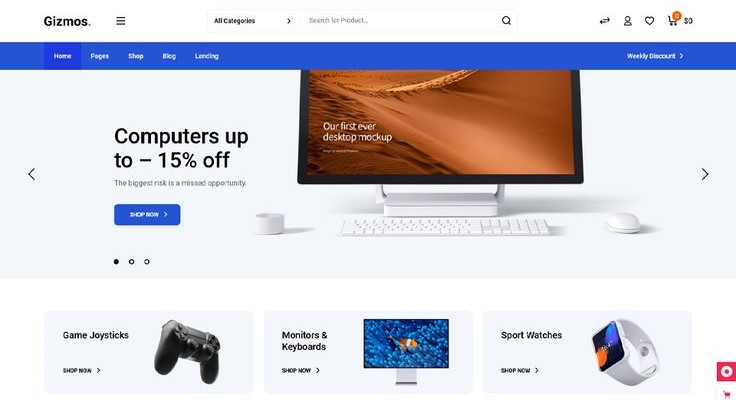 Gizmos.
All Categories
Search for Product...
0
$0
Home
Pages
Shop
Blog
Landing
Weekly Discount
Our first ever
desktop mockup
Computers up
to – 15% off
The biggest risk is a missed opportunity.
SHOP NOW
Game Joysticks
SHOP NOW
Monitors &
Keyboards
SHOP NOW
Sport Watches
SHOP NOW